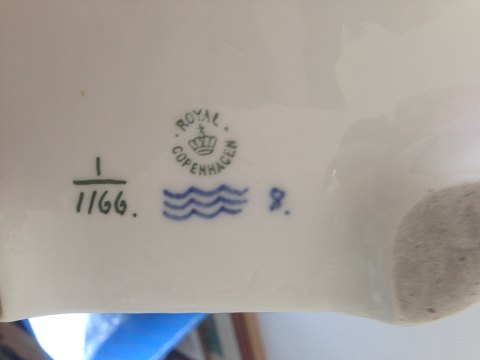 ROYAL
COPENHAGEN
1
1166.
8.